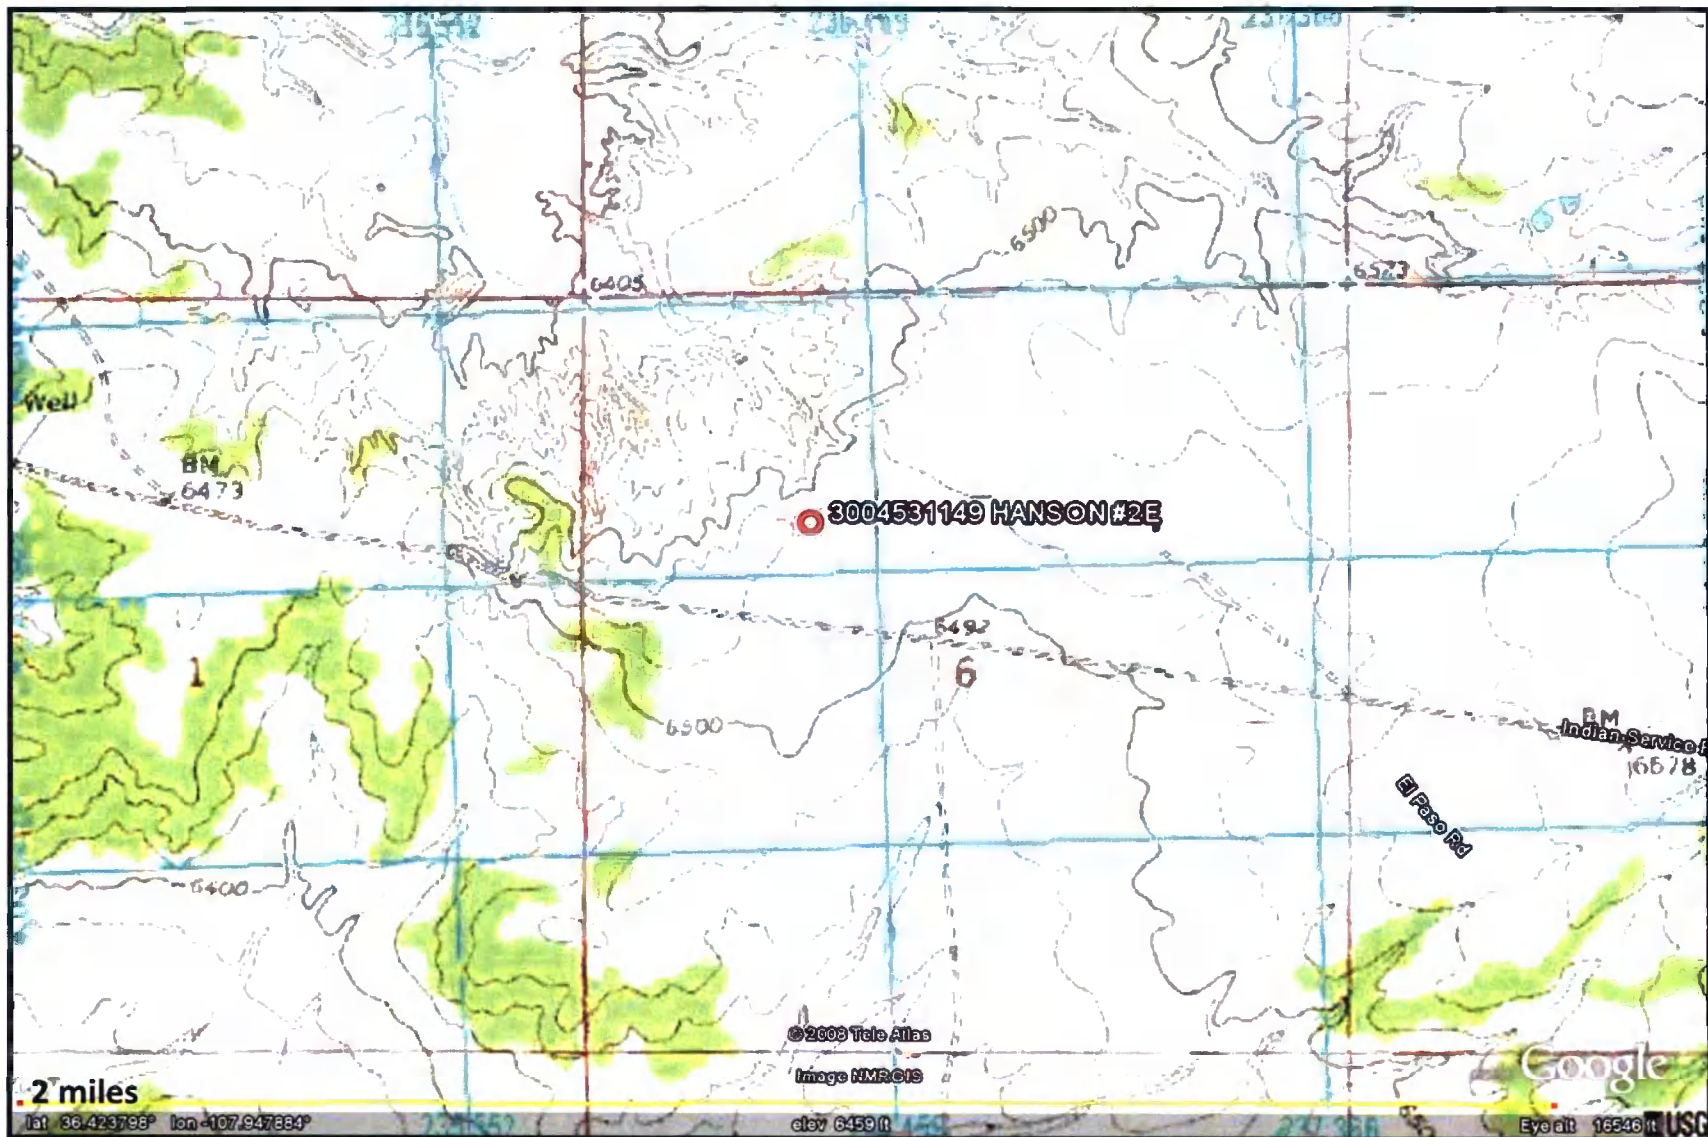 6500
6405
6523
Well
BM
6473
3004531149 HANSON #2E
6492
6
1
6500
BM
Indian Service R
6678
El Paso Rd
6400
© 2008 Tele Atlas
Image NMRGIS
Google
2 miles
lat 36.423798° lon -107.947884°
elev 6459 ft
Eye alt 16546 ft
USG